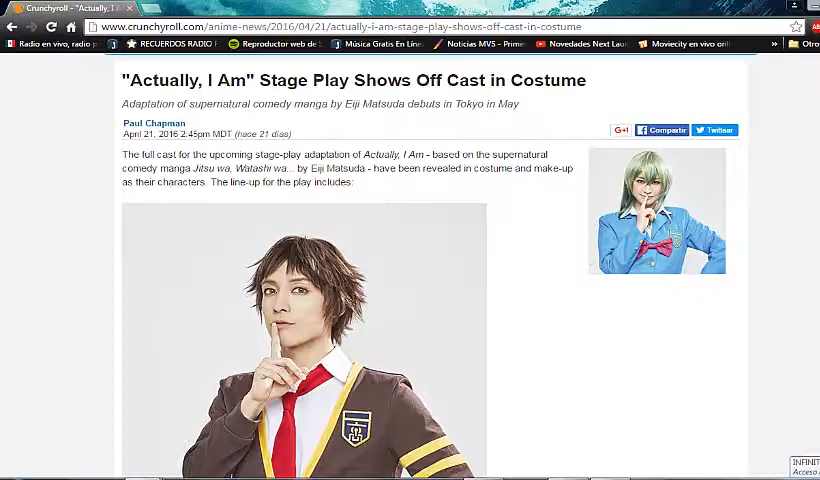 Crunchyroll - "Actually, I A
www.crunchyroll.com/anime-news/2016/04/21/actually-i-am-stage-play-shows-off-cast-in-costume
Radio en vivo, radio p
RECUERDOS RADIO F
Reproductor web de S
Música Gratis En Líne
Noticias MVS - Prime
Novedades Next Laun
Moviecity en vivo onli
»
Otro
"Actually, I Am" Stage Play Shows Off Cast in Costume
Adaptation of supernatural comedy manga by Eiji Matsuda debuts in Tokyo in May
Paul Chapman
April 21, 2016 2:45pm MDT (hace 21 días)
G+1
Compartir
Twittear
The full cast for the upcoming stage-play adaptation of Actually, I Am - based on the supernatural
comedy manga Jitsu wa, Watashi wa... by Eiji Matsuda - have been revealed in costume and make-up
as their characters. The line-up for the play includes:
INFINIT
Acceso